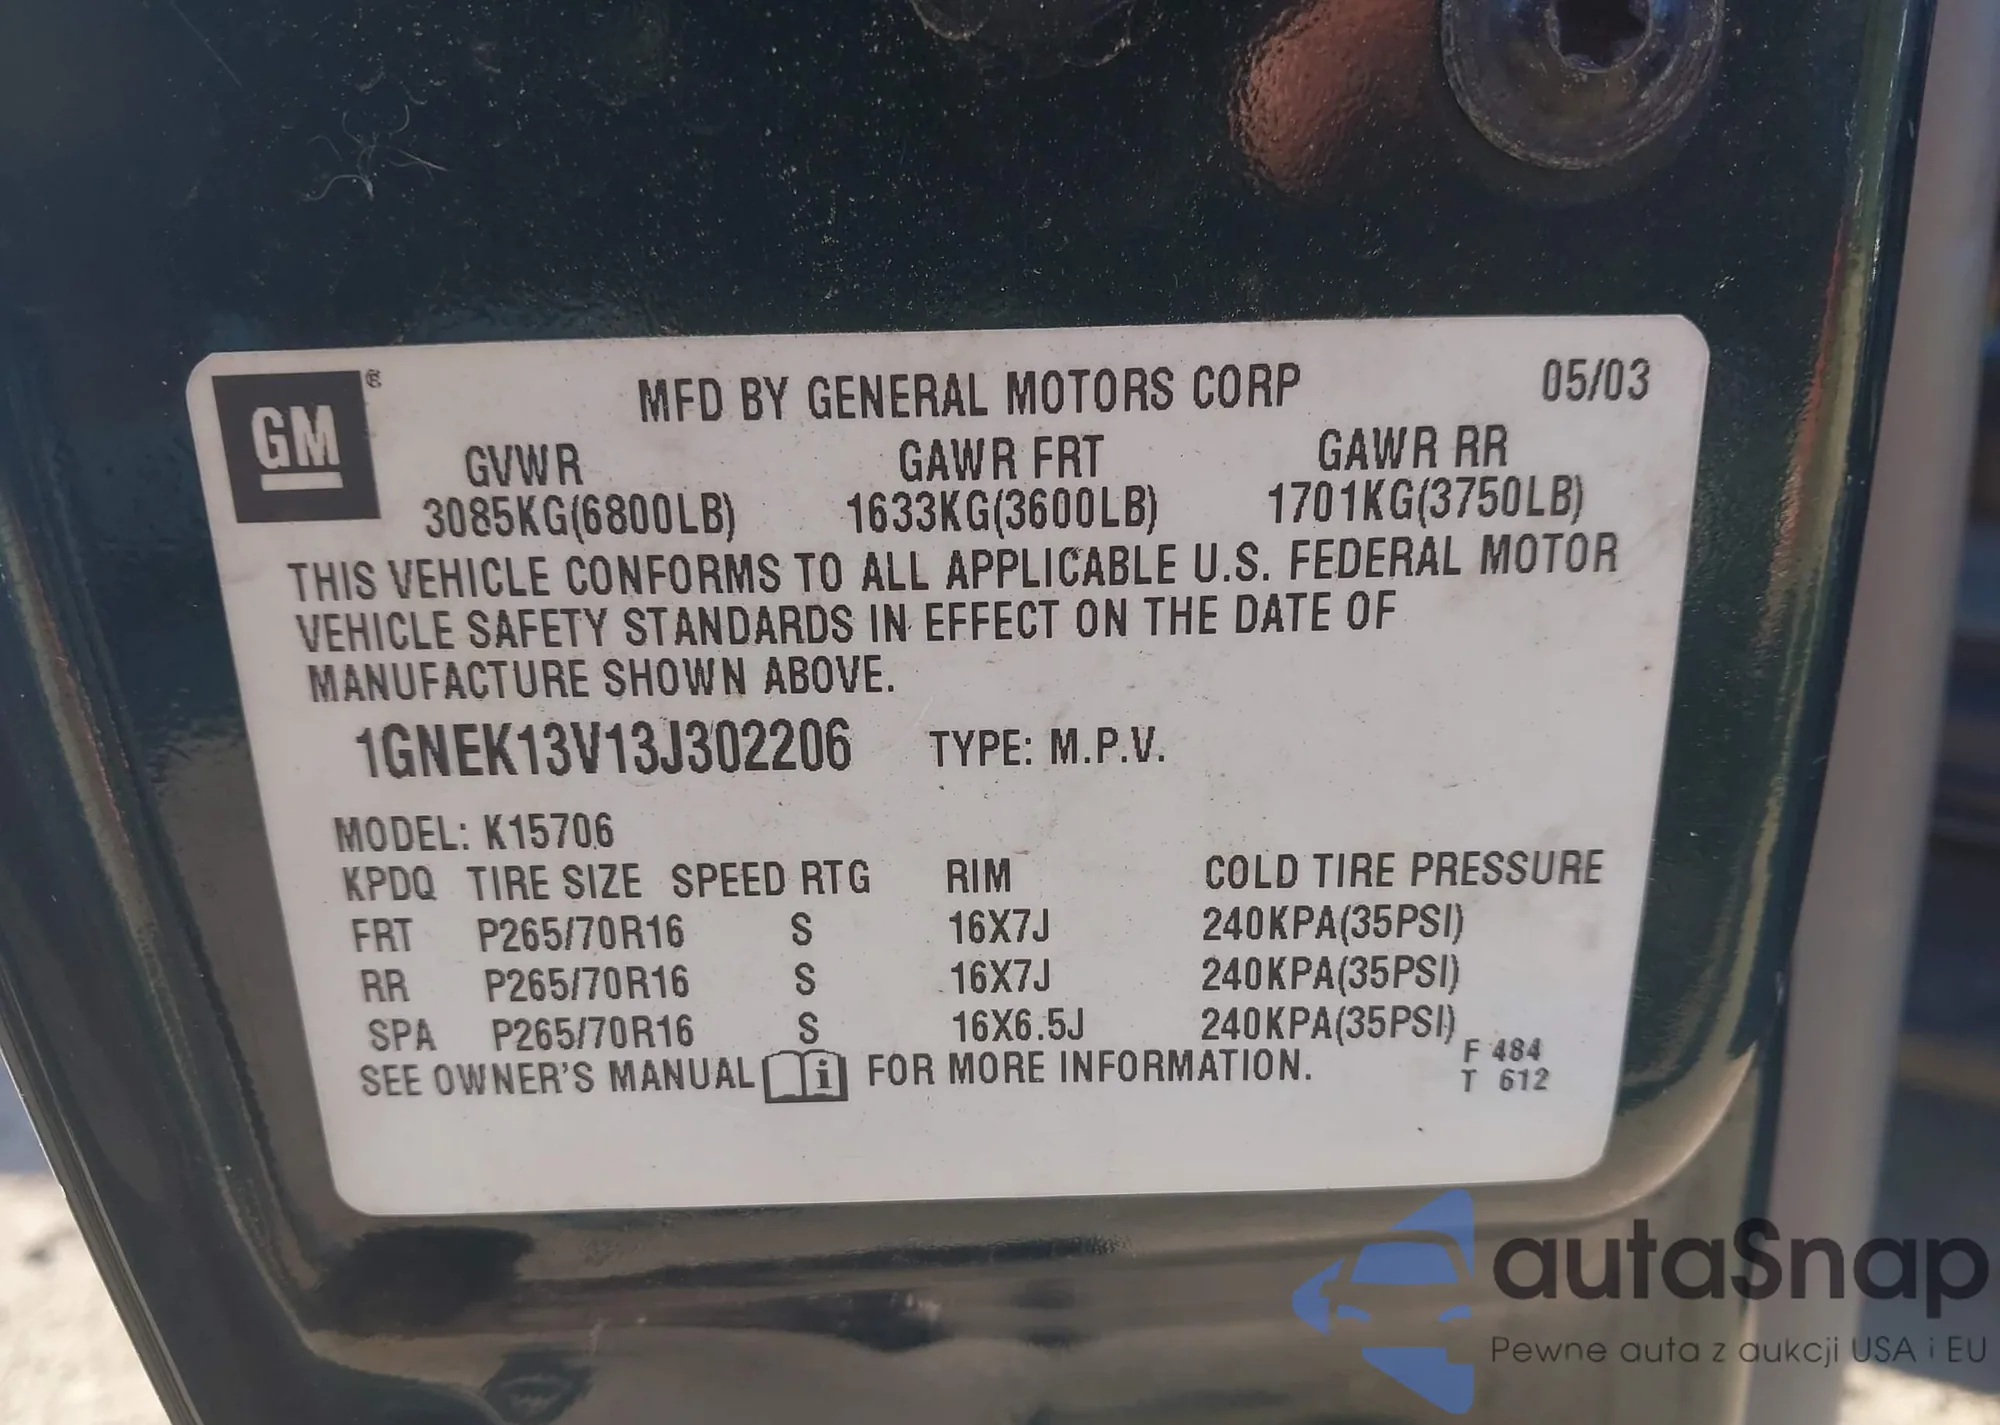 GM ®
MFD BY GENERAL MOTORS CORP 05/03
GVWR GAWR FRT GAWR RR
3085KG(6800LB) 1633KG(3600LB) 1701KG(3750LB)
THIS VEHICLE CONFORMS TO ALL APPLICABLE U.S. FEDERAL MOTOR
VEHICLE SAFETY STANDARDS IN EFFECT ON THE DATE OF
MANUFACTURE SHOWN ABOVE.
1GNEK13V13J302206 TYPE: M.P.V.
MODEL: K15706
KPDQ TIRE SIZE SPEED RTG RIM COLD TIRE PRESSURE
FRT P265/70R16 S 16X7J 240KPA(35PSI)
RR P265/70R16 S 16X7J 240KPA(35PSI)
SPA P265/70R16 S 16X6.5J 240KPA(35PSI)
SEE OWNER'S MANUAL i FOR MORE INFORMATION.
F 484
T 612
autaSnap
Pewne auta z aukcji USA i EU